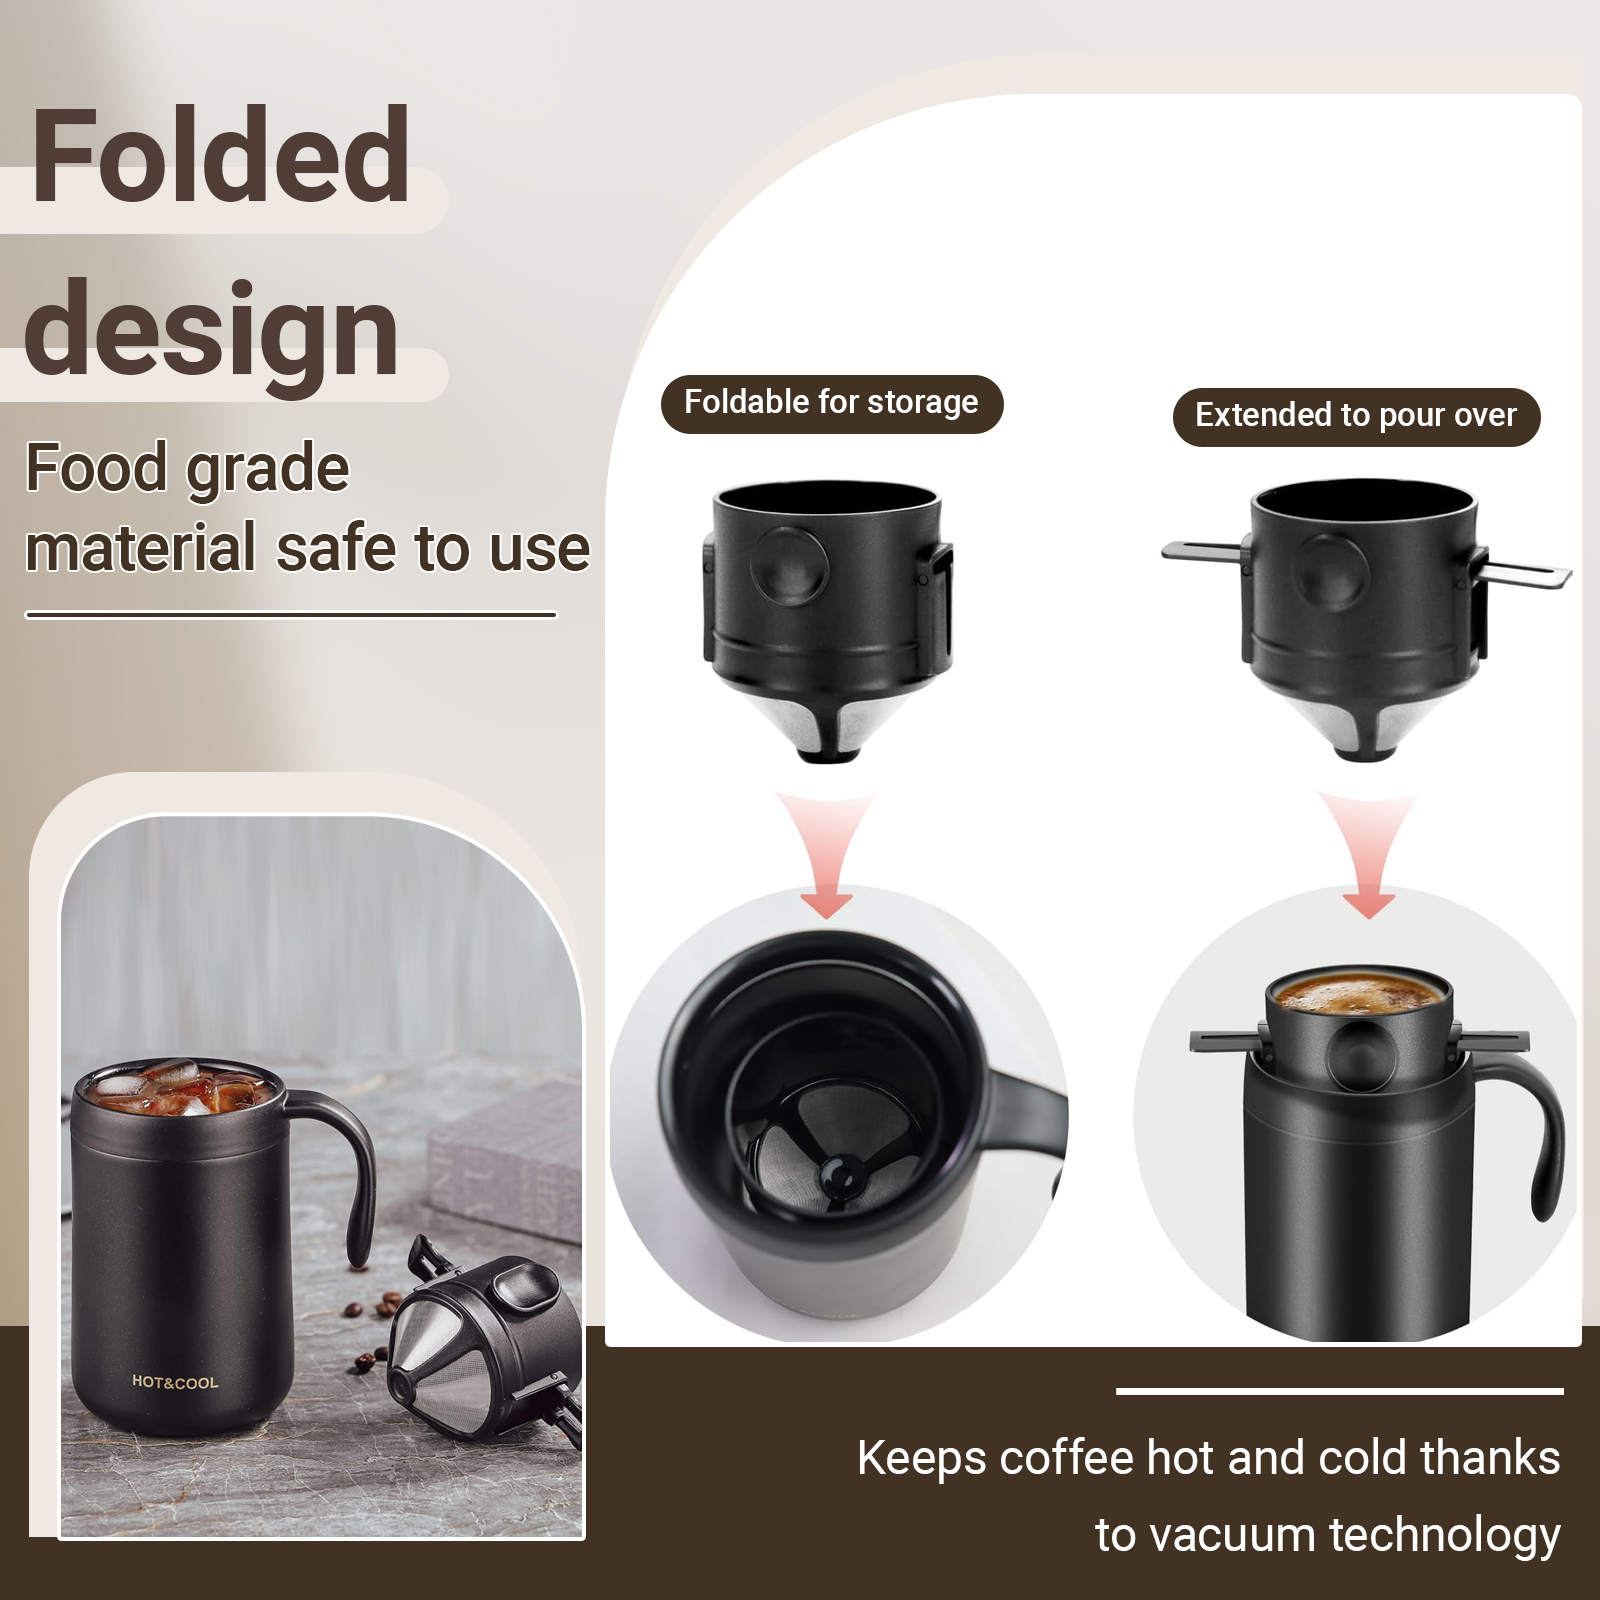 Folded
design
Food grade
material safe to use
Foldable for storage
Extended to pour over
HOT&COOL
Keeps coffee hot and cold thanks
to vacuum technology